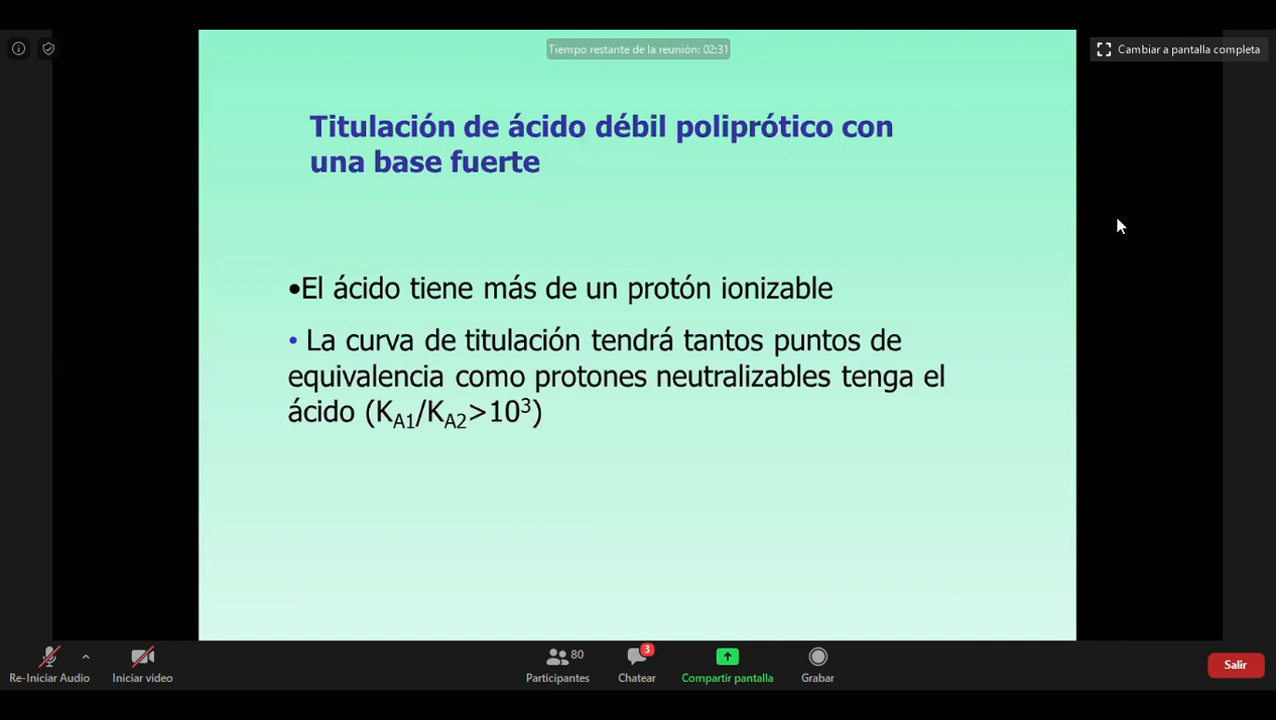 Tiempo restante de la reunión: 02:31
Cambiar a pantalla completa
Titulación de ácido débil poliprótico con
una base fuerte
•El ácido tiene más de un protón ionizable
• La curva de titulación tendrá tantos puntos de
equivalencia como protones neutralizables tenga el
ácido (K_A1/K_A2>10³)
3
80
Re-Iniciar Audio
Iniciar video
Participantes
Chatear
Compartir pantalla
Grabar
Salir